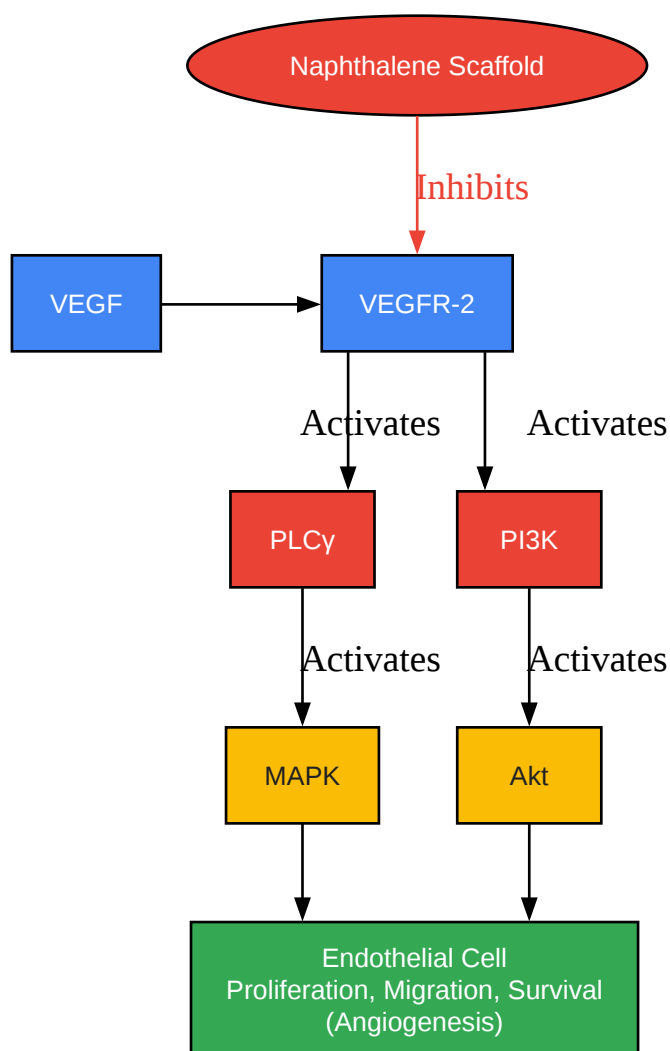 Naphthalene Scaffold
Inhibits
VEGF
VEGFR-2
Activates
Activates
PLCγ
PI3K
Activates
Activates
MAPK
Akt
Endothelial Cell
Proliferation, Migration, Survival
(Angiogenesis)